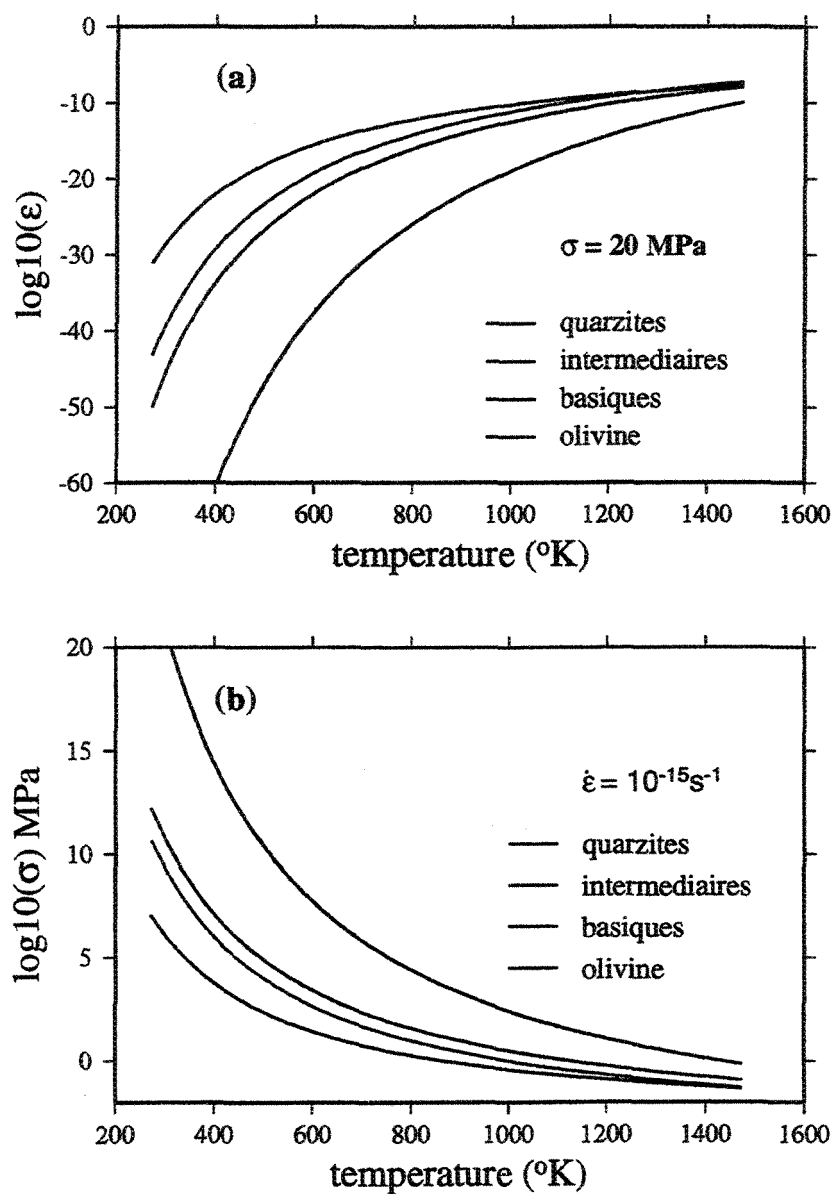 0
-10
-20
-30
-40
-50
-60
log10(ε)
(a)
σ = 20 MPa
quarzites
intermediaires
basiques
olivine
200 400 600 800 1000 1200 1400 1600
temperature (°K)
20
15
10
5
0
log10(σ) MPa
(b)
ε̇ = 10⁻¹⁵s⁻¹
quarzites
intermediaires
basiques
olivine
200 400 600 800 1000 1200 1400 1600
temperature (°K)